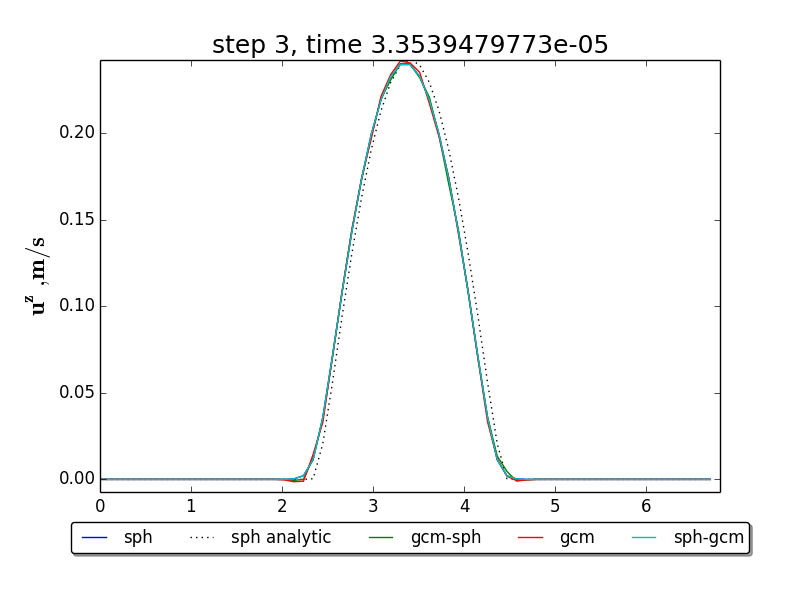 step 3, time 3.3539479773e-05
u^z ,m/s
0.20
0.15
0.10
0.05
0.00
0 1 2 3 4 5 6
sph sph analytic gcm-sph gcm sph-gcm